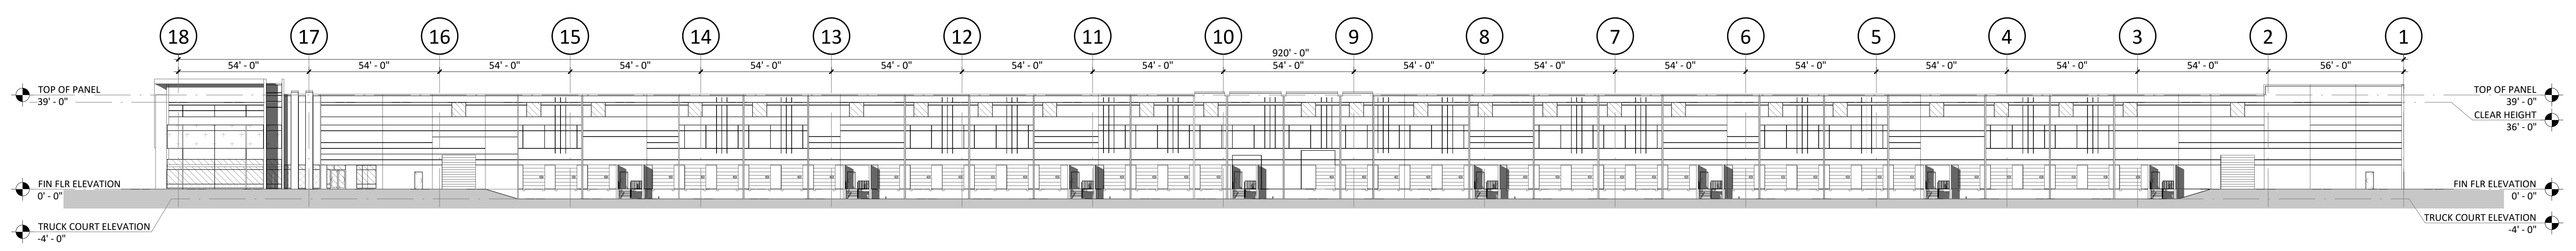 18 17 16 15 14 13 12 11 10 9 8 7 6 5 4 3 2 1
920' - 0"
54' - 0" 54' - 0" 54' - 0" 54' - 0" 54' - 0" 54' - 0" 54' - 0" 54' - 0" 54' - 0" 54' - 0" 54' - 0" 54' - 0" 54' - 0" 54' - 0" 54' - 0" 54' - 0" 56' - 0"
TOP OF PANEL
39' - 0"
FIN FLR ELEVATION
0' - 0"
TRUCK COURT ELEVATION
-4' - 0"
TOP OF PANEL
39' - 0"
CLEAR HEIGHT
36' - 0"
FIN FLR ELEVATION
0' - 0"
TRUCK COURT ELEVATION
-4' - 0"